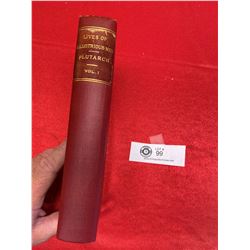 LIVES OF
ILLUSTRIOUS MEN
PLUTARCH
VOL. I
LOT #
99